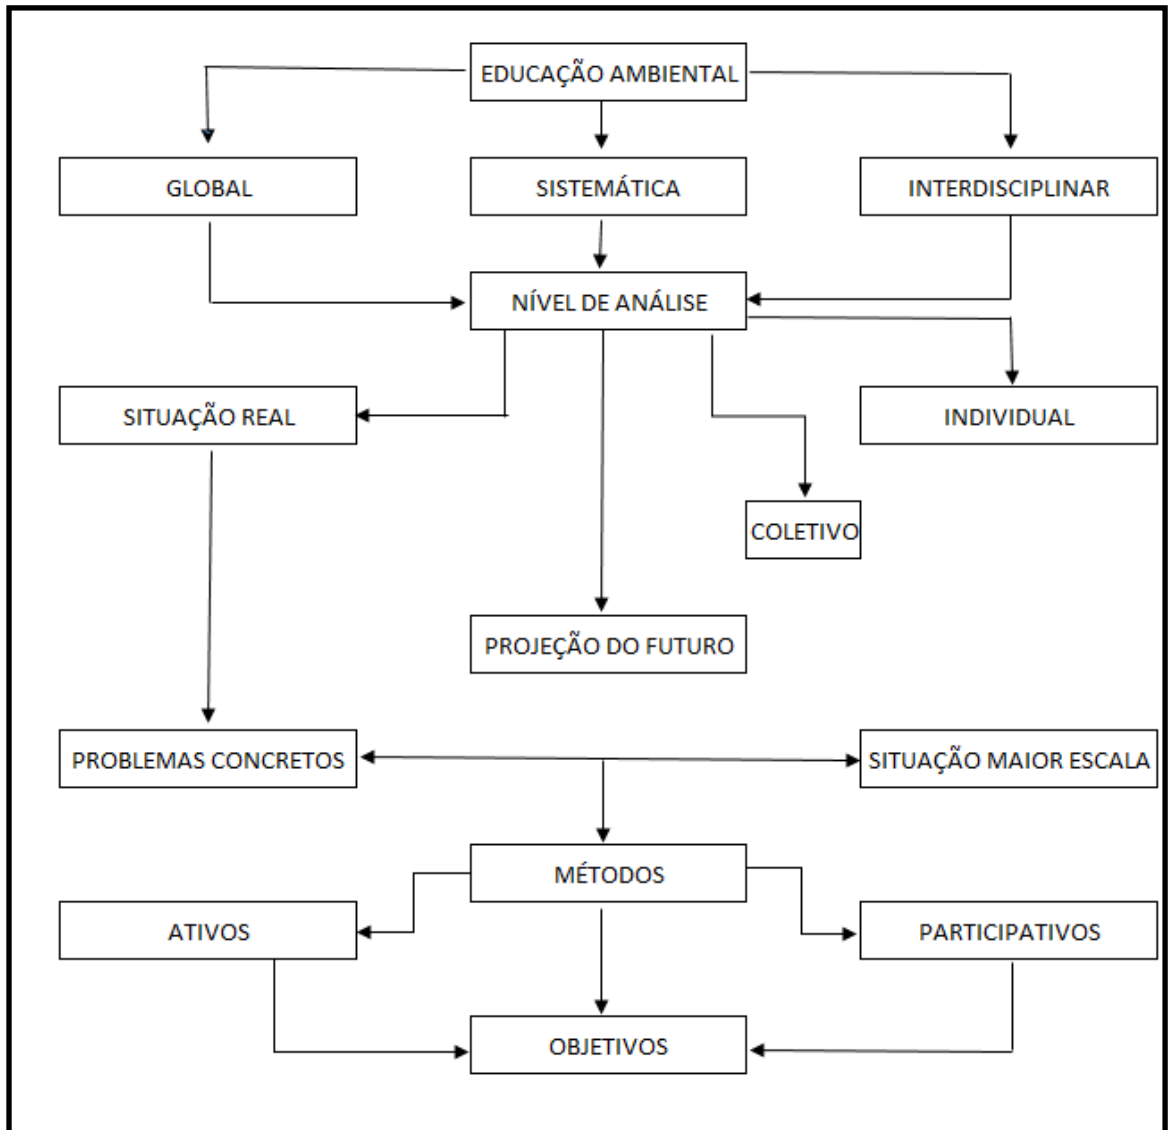 EDUCAÇÃO AMBIENTAL
GLOBAL
SISTEMÁTICA
INTERDISCIPLINAR
NÍVEL DE ANÁLISE
SITUAÇÃO REAL
INDIVIDUAL
COLETIVO
PROJEÇÃO DO FUTURO
PROBLEMAS CONCRETOS
SITUAÇÃO MAIOR ESCALA
MÉTODOS
ATIVOS
PARTICIPATIVOS
OBJETIVOS